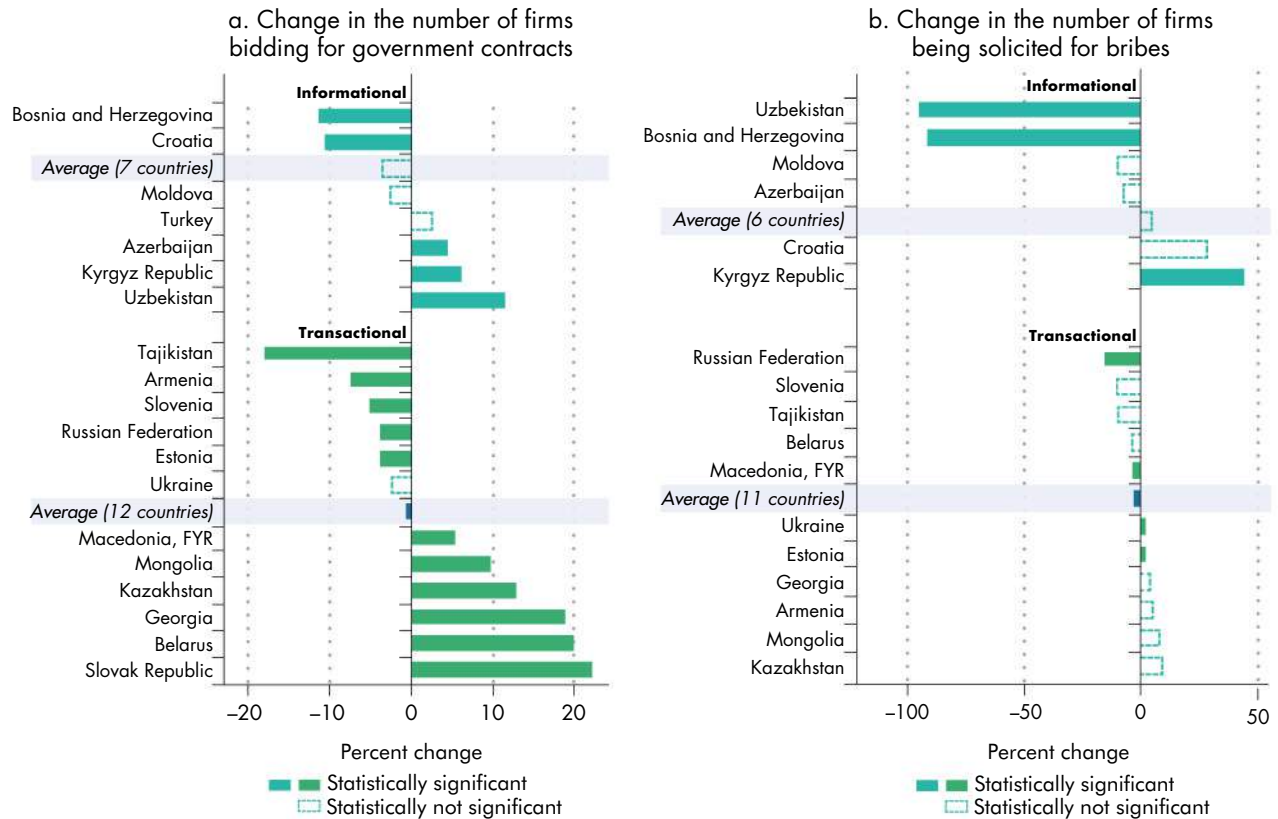 a. Change in the number of firms
bidding for government contracts
Informational
Bosnia and Herzegovina
Croatia
Average (7 countries)
Moldova
Turkey
Azerbaijan
Kyrgyz Republic
Uzbekistan
Transactional
Tajikistan
Armenia
Slovenia
Russian Federation
Estonia
Ukraine
Average (12 countries)
Macedonia, FYR
Mongolia
Kazakhstan
Georgia
Belarus
Slovak Republic
–20 –10 0 10 20
Percent change
Statistically significant
Statistically not significant
b. Change in the number of firms
being solicited for bribes
Informational
Uzbekistan
Bosnia and Herzegovina
Moldova
Azerbaijan
Average (6 countries)
Croatia
Kyrgyz Republic
Transactional
Russian Federation
Slovenia
Tajikistan
Belarus
Macedonia, FYR
Average (11 countries)
Ukraine
Estonia
Georgia
Armenia
Mongolia
Kazakhstan
–100 –50 0 50
Percent change
Statistically significant
Statistically not significant